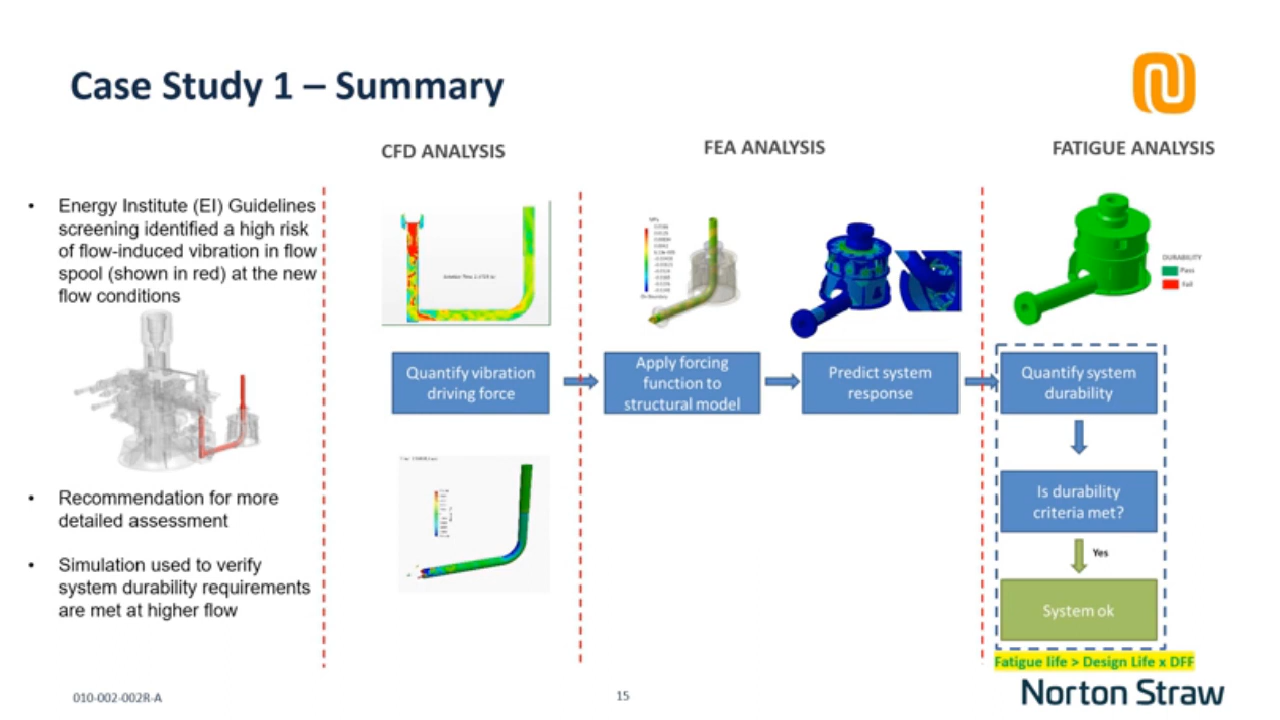 Case Study 1 – Summary
CFD ANALYSIS
FEA ANALYSIS
FATIGUE ANALYSIS
• Energy Institute (EI) Guidelines
screening identified a high risk
of flow-induced vibration in flow
spool (shown in red) at the new
flow conditions
• Recommendation for more
detailed assessment
• Simulation used to verify
system durability requirements
are met at higher flow
Quantify vibration
driving force
Apply forcing
function to
structural model
Predict system
response
DURABILITY
Pass
Fail
Quantify system
durability
Is durability
criteria met?
Yes
System ok
Fatigue life > Design Life x DFF
010-002-002R-A
15
Norton Straw